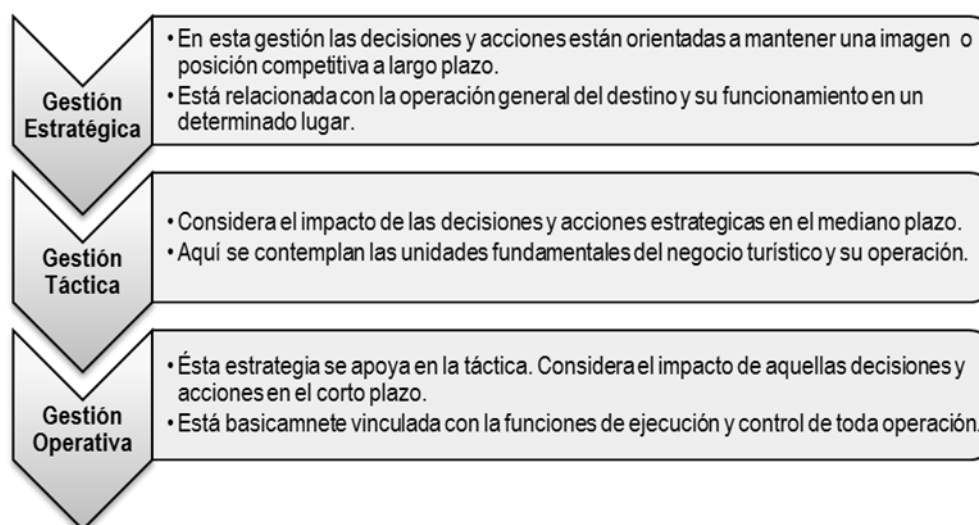 Gestión
Estratégica
• En esta gestión las decisiones y acciones están orientadas a mantener una imagen o
posición competitiva a largo plazo.
• Está relacionada con la operación general del destino y su funcionamiento en un
determinado lugar.
Gestión
Táctica
• Considera el impacto de las decisiones y acciones estrategicas en el mediano plazo.
• Aquí se contemplan las unidades fundamentales del negocio turístico y su operación.
Gestión
Operativa
• Ésta estrategia se apoya en la táctica. Considera el impacto de aquellas decisiones y
acciones en el corto plazo.
• Está basicamnete vinculada con la funciones de ejecución y control de toda operación.